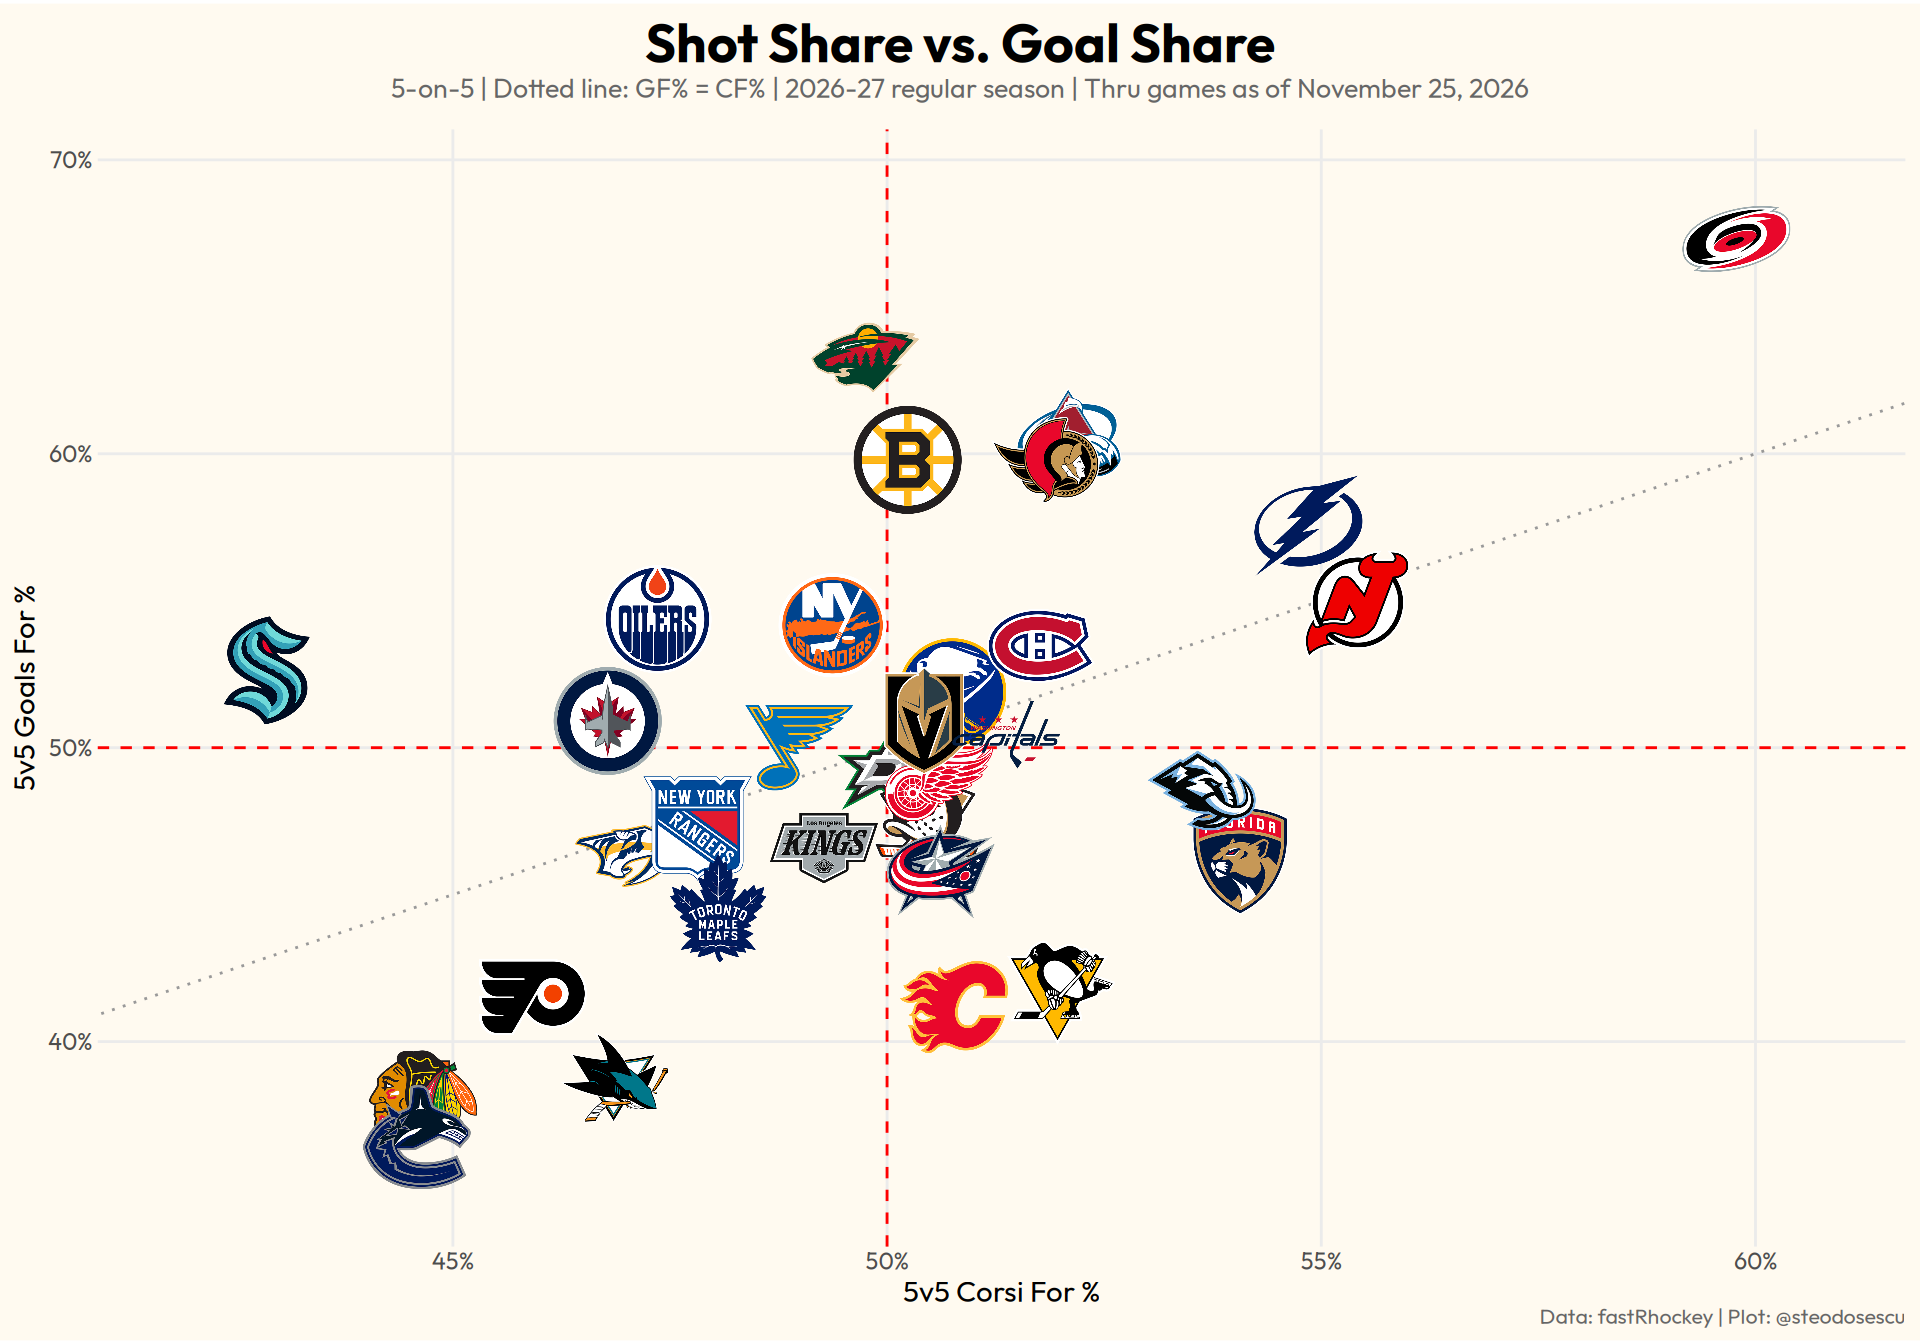 Shot Share vs. Goal Share
5-on-5 | Dotted line: GF% = CF% | 2026-27 regular season | Thru games as of November 25, 2026
70%
60%
50%
40%
5v5 Goals For %
B
OILERS
NY
ISLANDERS
capitals
NEW YORK
RANGERS
Los Angeles
KINGS
TORONTO
MAPLE
LEAFS
45%
50%
55%
60%
5v5 Corsi For %
Data: fastRhockey | Plot: @steodosescu